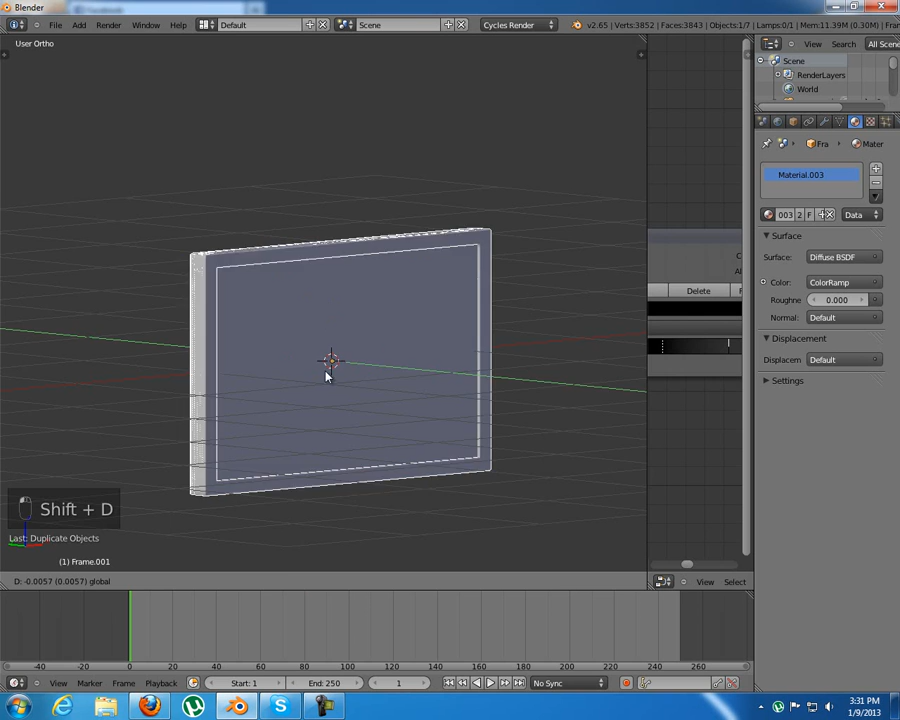 Blender
File Add Render Window Help Default Scene Cycles Render v2.65 | Verts:3852 | Faces:3843 | Objects:1/7 | Lamps:0/1 | Mem:11.39M (0.30M)
User Ortho
View Search All Scene
Scene
RenderLayers
World
Fra Mater
Material.003
003 2 F Data
Surface
Surface: Diffuse BSDF
Color: ColorRamp
Roughne 0.000
Normal: Default
Displacement
Displacem Default
Settings
Delete
Shift + D
Last: Duplicate Objects
(1) Frame.001
D: -0.0057 (0.0057) global
View Select
-40 -20 0 20 40 60 80 100 120 140 160 180 200 220 240 260
View Marker Frame Playback Start: 1 End: 250 1 No Sync
3:31 PM
1/9/2013